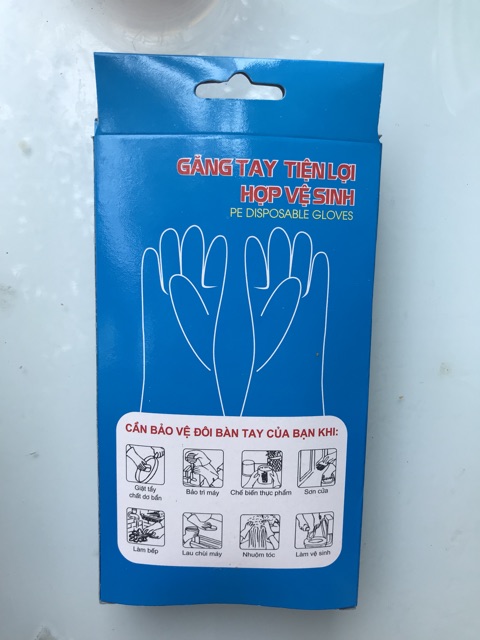 GĂNG TAY TIỆN LỢI
HỢP VỆ SINH
PE DISPOSABLE GLOVES
CẦN BẢO VỆ ĐÔI BÀN TAY CỦA BẠN KHI:
Giặt tẩy
chất dơ bẩn
Bảo trì máy
Chế biến thực phẩm
Sơn cửa
Làm bếp
Lau chùi máy
Nhuộm tóc
Làm vệ sinh